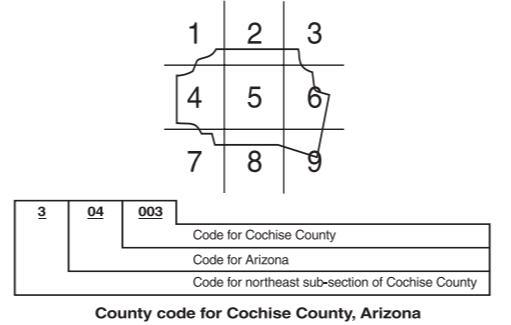 1 2 3
4 5 6
7 8 9
3 04 003
Code for Cochise County
Code for Arizona
Code for northeast sub-section of Cochise County
County code for Cochise County, Arizona